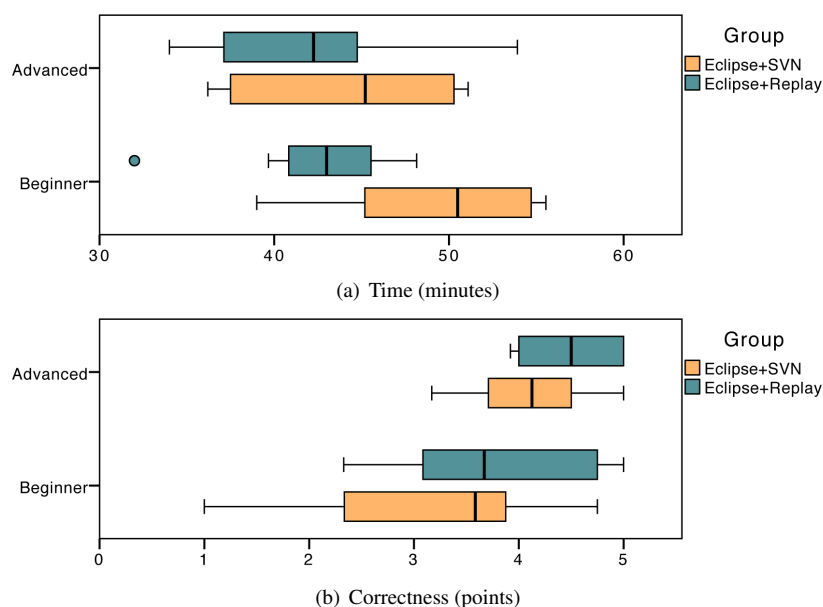 Group
Eclipse+SVN
Eclipse+Replay
Advanced
Beginner
30 40 50 60
(a) Time (minutes)
Group
Eclipse+SVN
Eclipse+Replay
Advanced
Beginner
0 1 2 3 4 5
(b) Correctness (points)